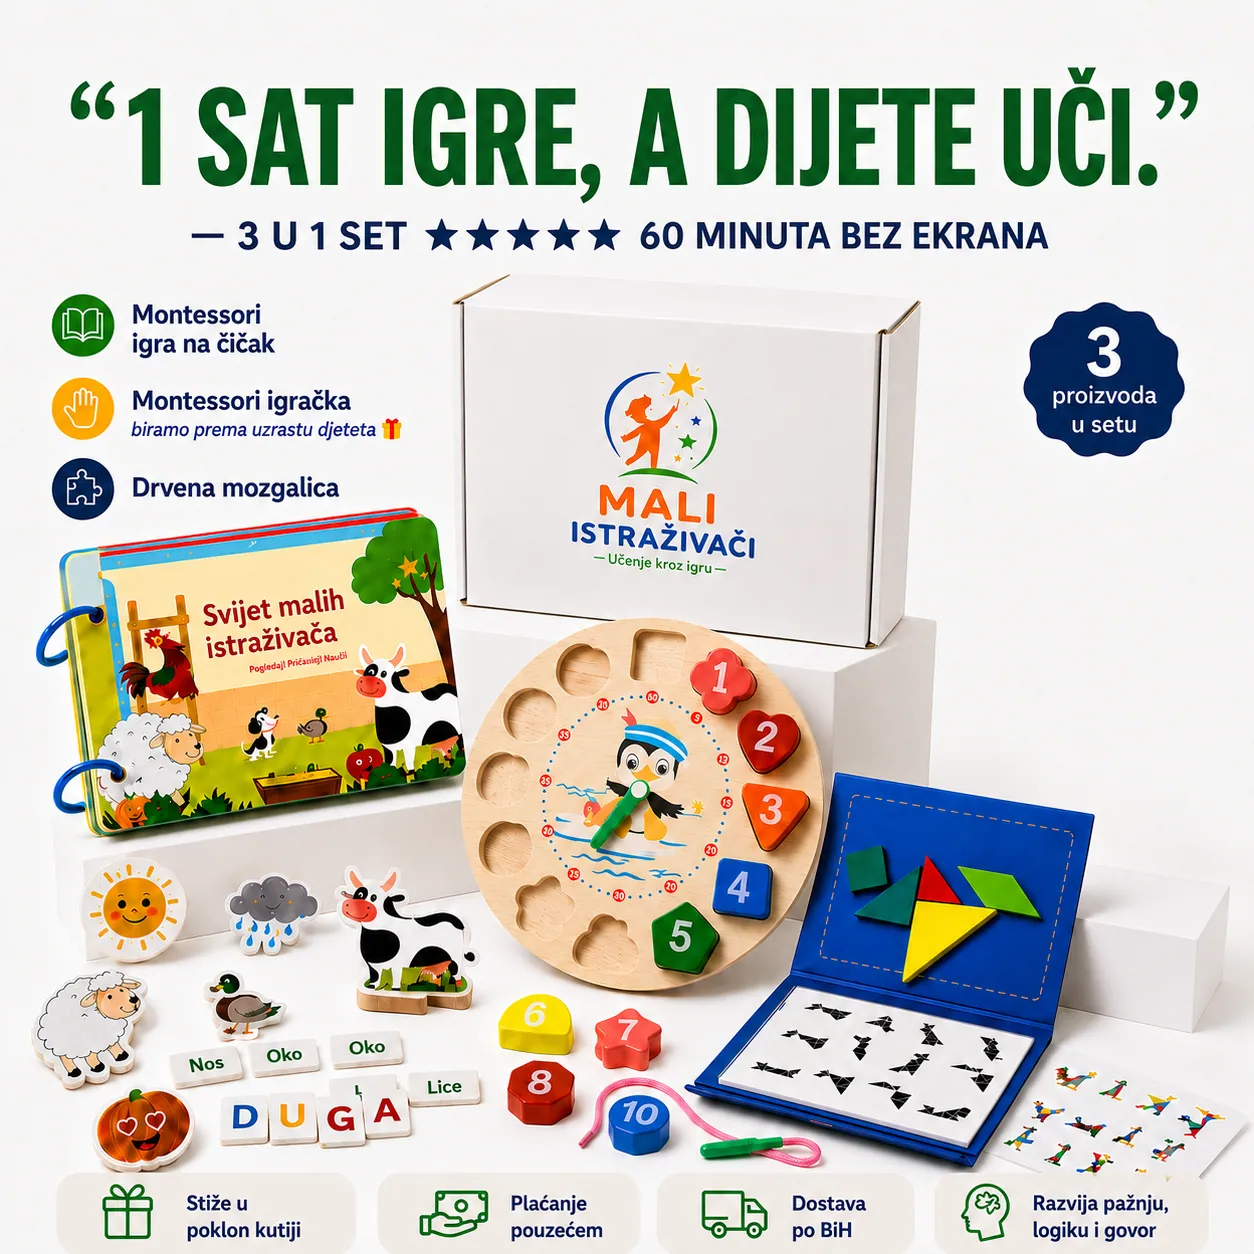 “1 SAT IGRE, A DIJETE UČI.”
— 3 U 1 SET ★★★★★ 60 MINUTA BEZ EKRANA
Montessori
igra na čičak
Montessori igračka
biramo prema uzrastu djeteta 🎁
Drvena mozgalica
3
proizvoda
u setu
MALI
ISTRAŽIVAČI
— Učenje kroz igru —
Svijet malih
istraživača
Pogledaj! Pričamo! Nauči!
1
2
3
4
5
6
7
8
10
Nos
Oko
Oko
Lice
DUGA
Stiže u
poklon kutiji
Plaćanje
pouzećem
Dostava
po BiH
Razvija pažnju,
logiku i govor